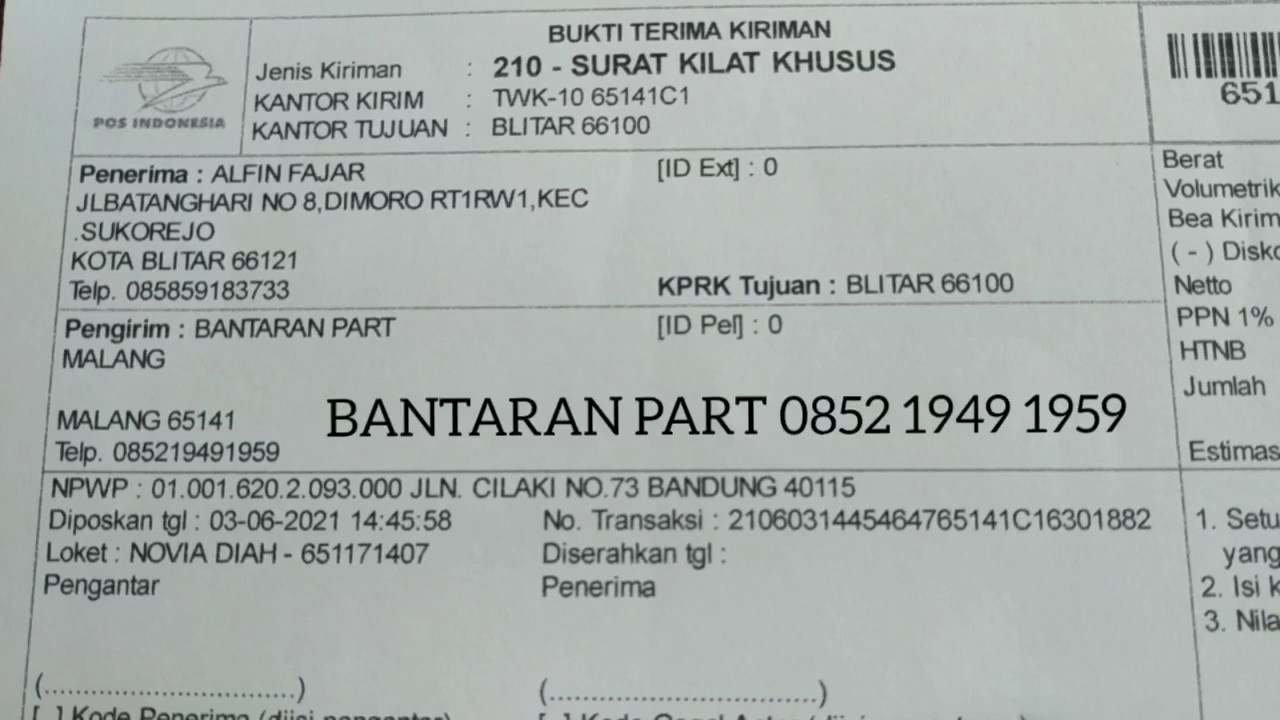 BUKTI TERIMA KIRIMAN
POS INDONESIA
Jenis Kiriman : 210 - SURAT KILAT KHUSUS
KANTOR KIRIM : TWK-10 65141C1
KANTOR TUJUAN : BLITAR 66100
651
Penerima : ALFIN FAJAR [ID Ext] : 0
JLBATANGHARI NO 8,DIMORO RT1RW1,KEC
.SUKOREJO
KOTA BLITAR 66121
Telp. 085859183733 KPRK Tujuan : BLITAR 66100
Pengirim : BANTARAN PART [ID Pel] : 0
MALANG
MALANG 65141
Telp. 085219491959
BANTARAN PART 0852 1949 1959
Berat
Volumetrik
Bea Kirim
( - ) Disko
Netto
PPN 1%
HTNB
Jumlah
Estimas
NPWP : 01.001.620.2.093.000 JLN. CILAKI NO.73 BANDUNG 40115
Diposkan tgl : 03-06-2021 14:45:58 No. Transaksi : 2106031445464765141C16301882
Loket : NOVIA DIAH - 651171407 Diserahkan tgl :
Pengantar Penerima
1. Setu
yang
2. Isi k
3. Nila
(..............................) (.................................)
[ ] Kode Penerima (diisi pengantar)